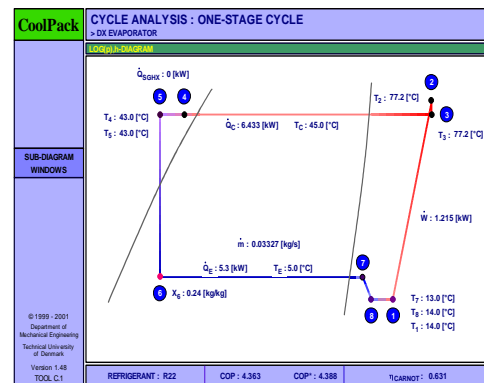 CoolPack
CYCLE ANALYSIS : ONE-STAGE CYCLE
> DX EVAPORATOR
LOG(p),h-DIAGRAM
Q̇SGHX : 0 [kW]
5
4
2
T2 : 77.2 [°C]
3
T4 : 43.0 [°C]
T5 : 43.0 [°C]
Q̇C : 6.433 [kW]
TC : 45.0 [°C]
T3 : 77.2 [°C]
SUB-DIAGRAM
WINDOWS
Ẇ : 1.215 [kW]
ṁ : 0.03327 [kg/s]
Q̇E : 5.3 [kW]
TE : 5.0 [°C]
7
6
X6 : 0.24 [kg/kg]
8
1
T7 : 13.0 [°C]
T8 : 14.0 [°C]
T1 : 14.0 [°C]
© 1999 - 2001
Department of
Mechanical Engineering
Technical University
of Denmark
Version 1.48
TOOL C.1
REFRIGERANT : R22
COP : 4.363
COP* : 4.388
ηCARNOT : 0.631